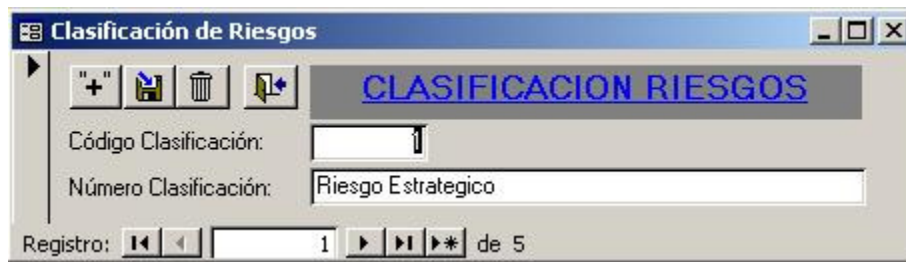 Clasificación de Riesgos
"+" CLASIFICACION RIESGOS
Código Clasificación: 1
Número Clasificación: Riesgo Estrategico
Registro: 1 de 5